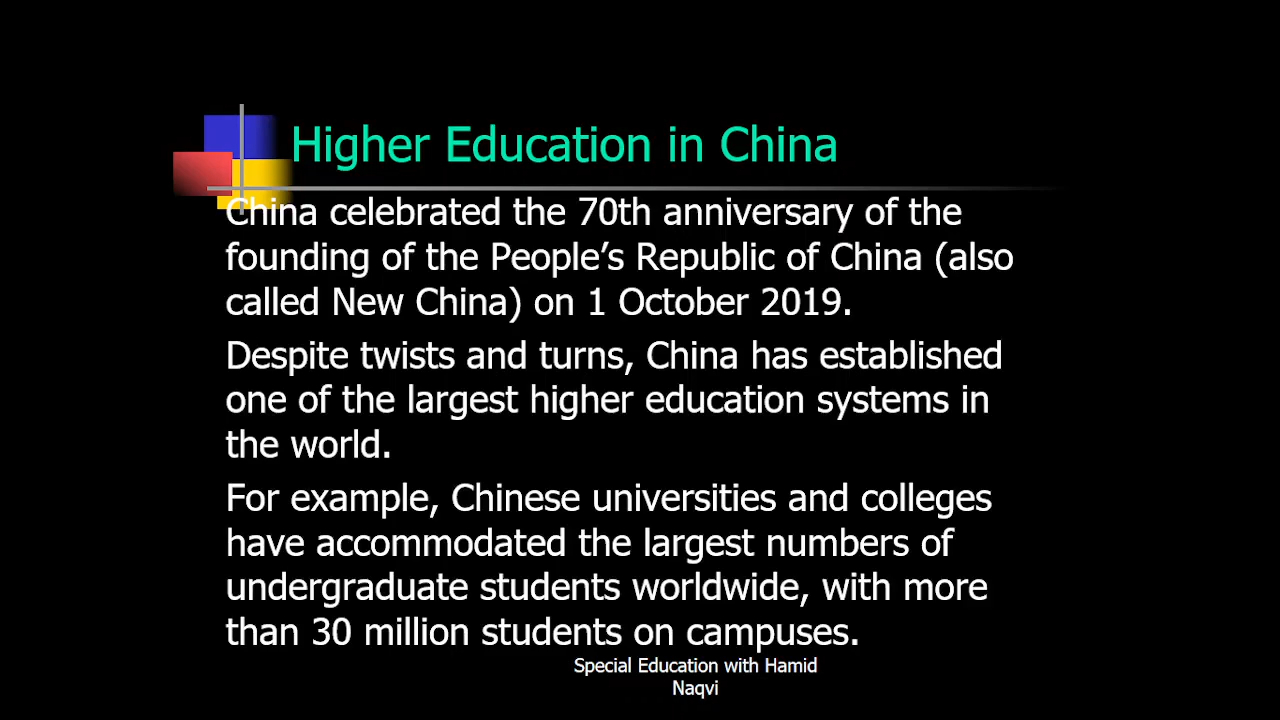 Higher Education in China
China celebrated the 70th anniversary of the
founding of the People’s Republic of China (also
called New China) on 1 October 2019.
Despite twists and turns, China has established
one of the largest higher education systems in
the world.
For example, Chinese universities and colleges
have accommodated the largest numbers of
undergraduate students worldwide, with more
than 30 million students on campuses.
Special Education with Hamid
Naqvi